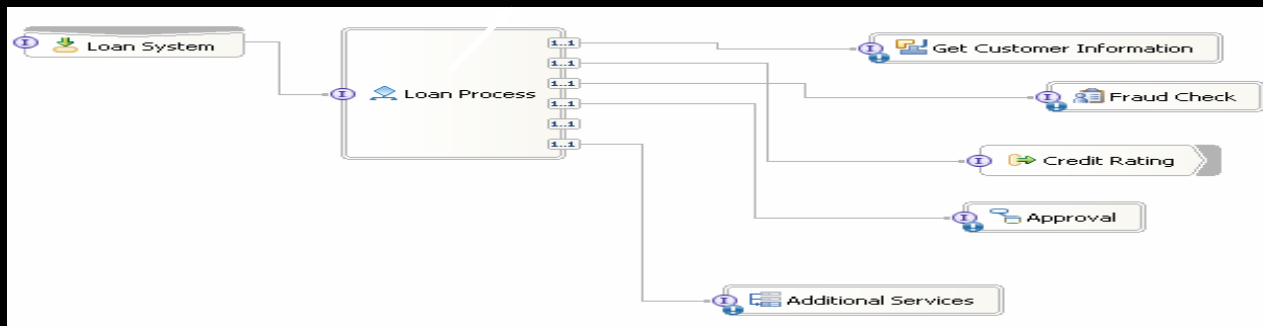 Loan System
Loan Process
1..1
1..1
1..1
1..1
1..1
1..1
Get Customer Information
Fraud Check
Credit Rating
Approval
Additional Services